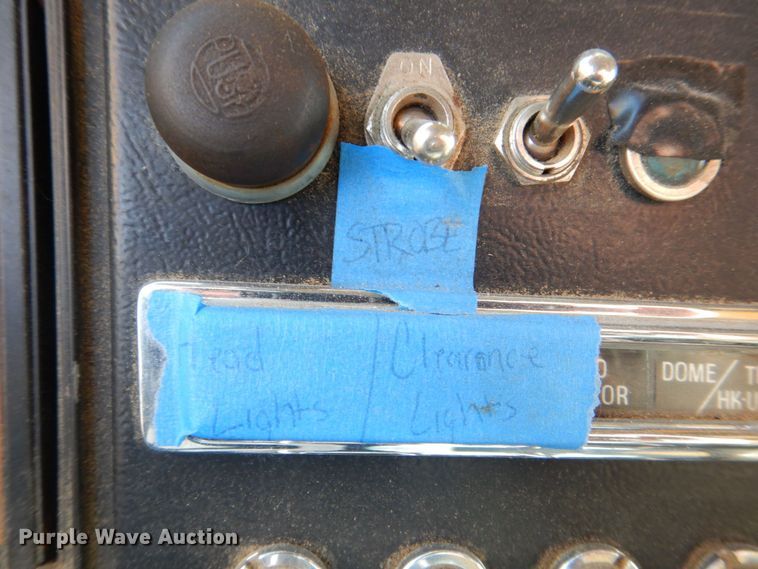 ON
STROBE
Head / Clearance
Lights Lights
O
OR
DOME/
HK-U
Purple Wave Auction